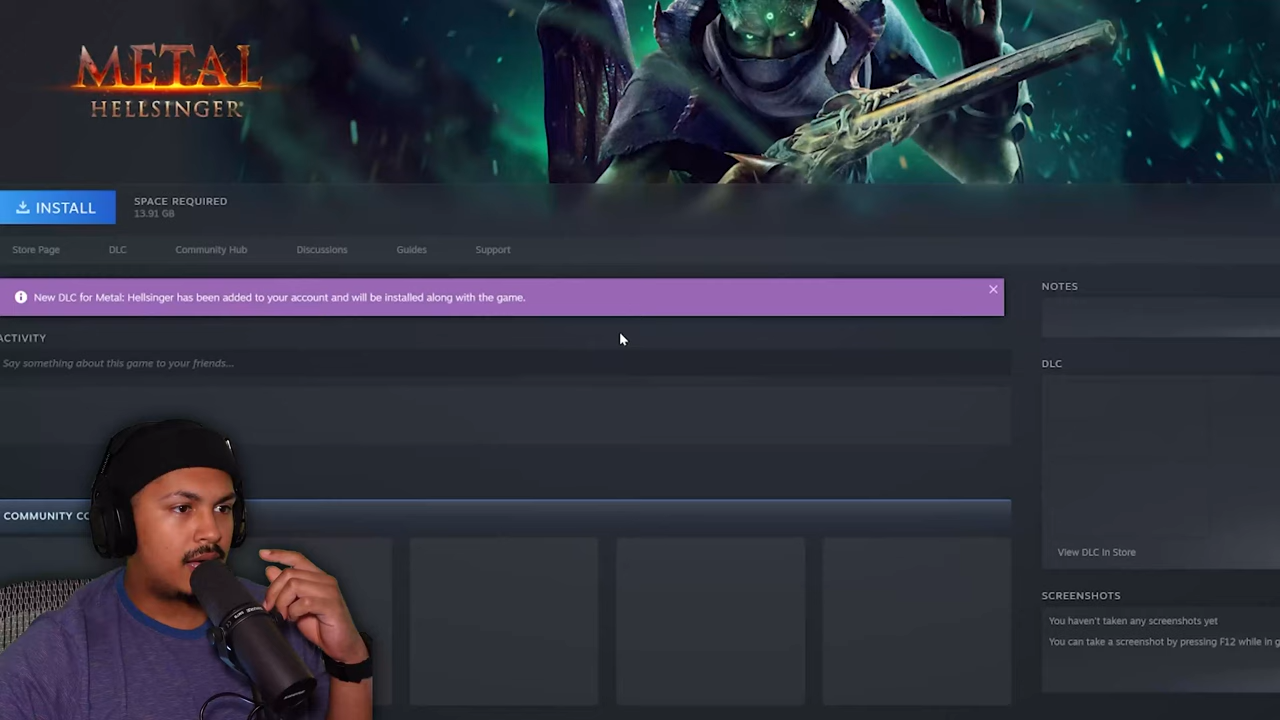 METAL
HELLSINGER
INSTALL
SPACE REQUIRED
13.91 GB
Store Page
DLC
Community Hub
Discussions
Guides
Support
New DLC for Metal: Hellsinger has been added to your account and will be installed along with the game.
ACTIVITY
Say something about this game to your friends...
COMMUNITY
NOTES
DLC
View DLC In Store
SCREENSHOTS
You haven't taken any screenshots yet
You can take a screenshot by pressing F12 while in